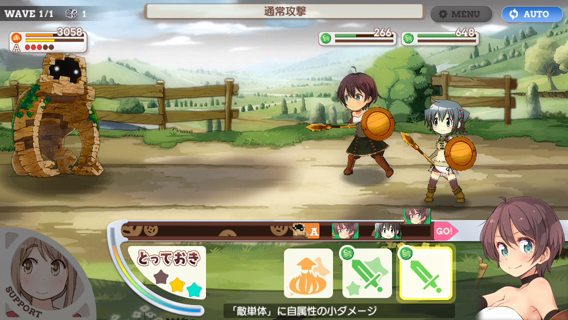 WAVE 1/1
1
通常攻撃
MENU
AUTO
3058
A
266
648
A
GO!
とっておき
SUPPORT
「敵単体」に自属性の小ダメージ